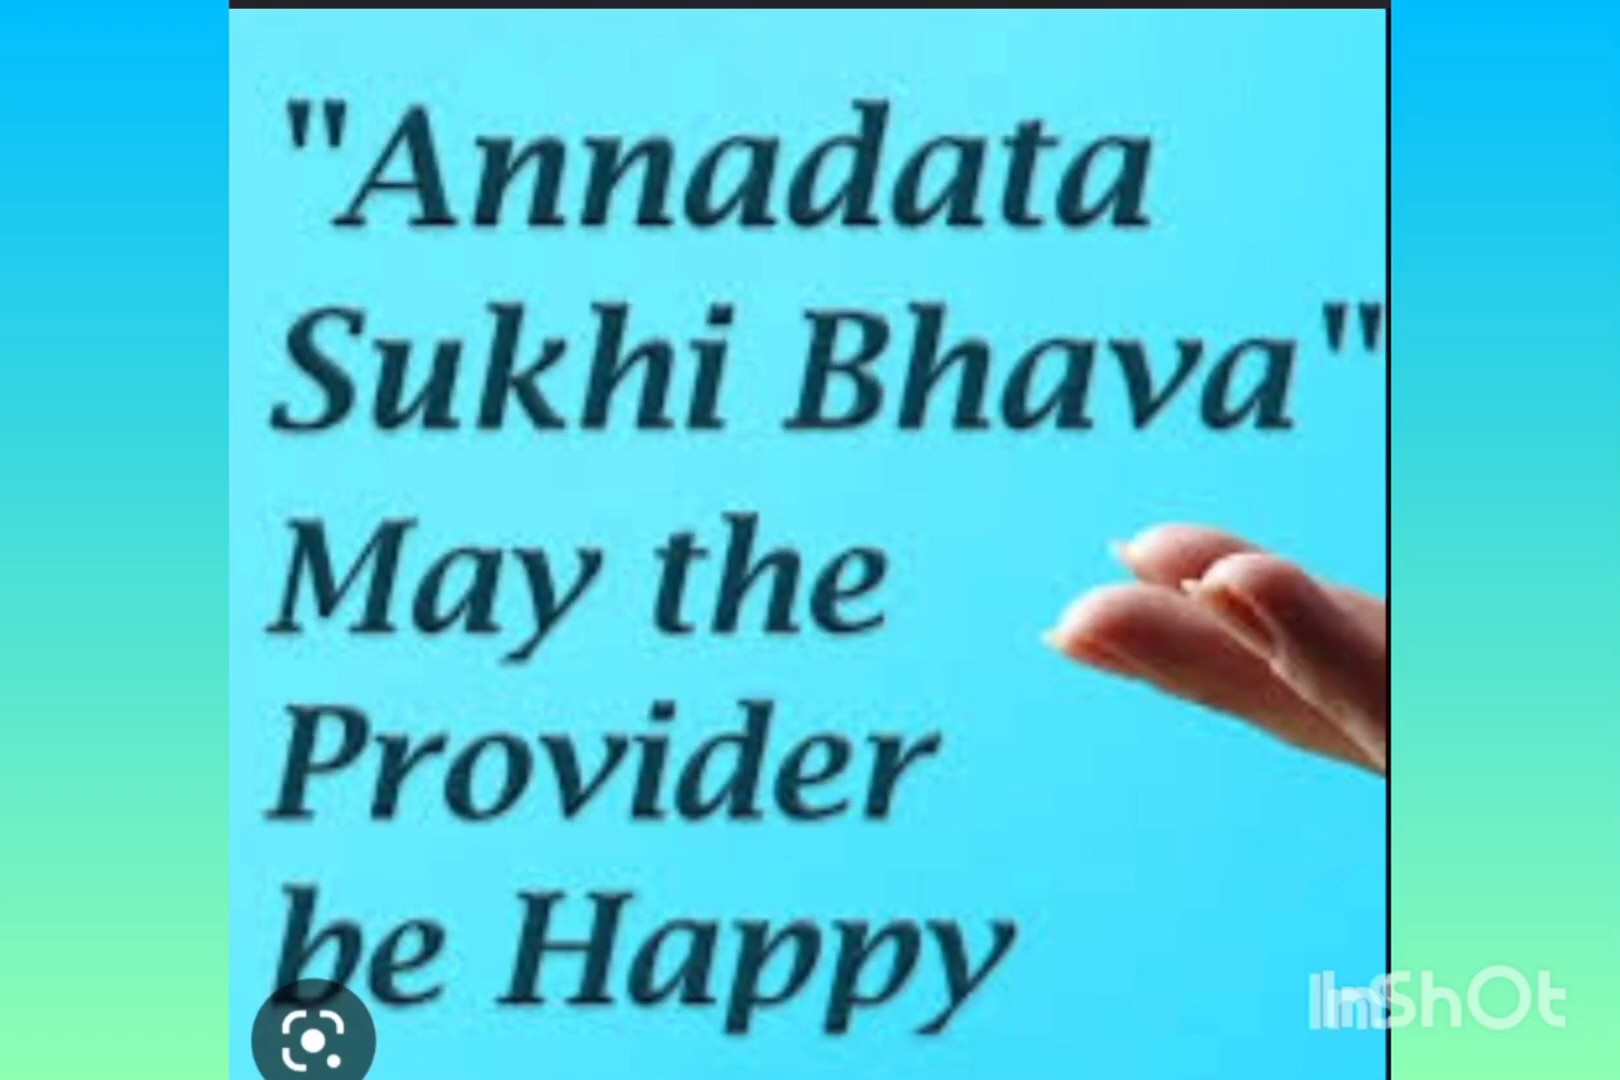 "Annadata
Sukhi Bhava"
May the
Provider
be Happy
InShOt